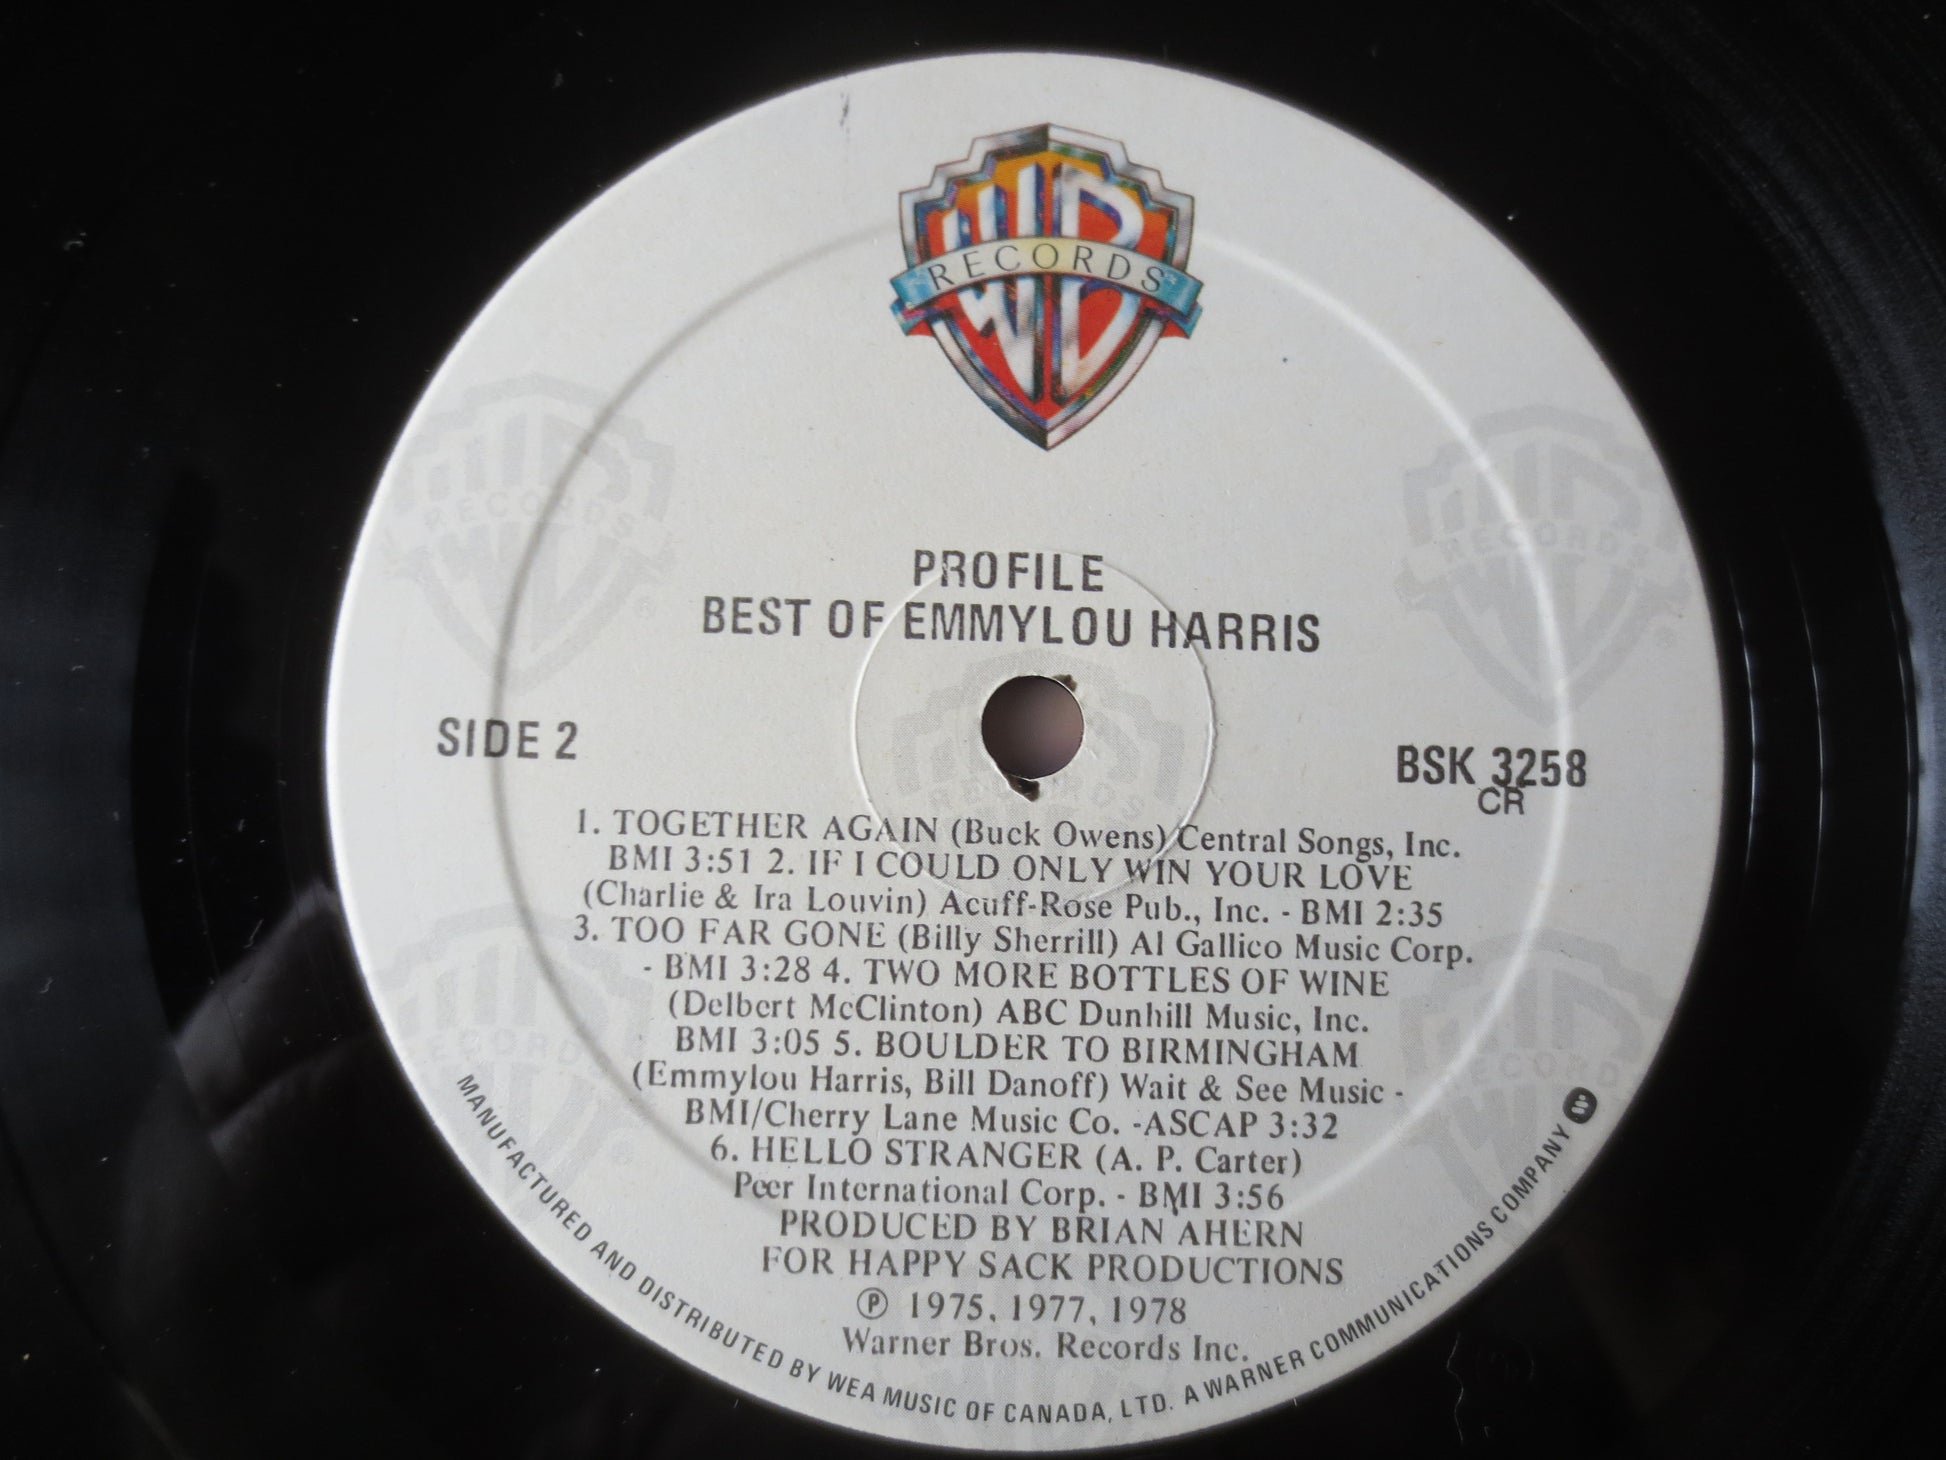 WB
RECORDS
PROFILE
BEST OF EMMYLOU HARRIS
SIDE 2
BSK 3258
CR
1. TOGETHER AGAIN (Buck Owens) Central Songs, Inc.
BMI 3:51 2. IF I COULD ONLY WIN YOUR LOVE
(Charlie & Ira Louvin) Acuff-Rose Pub., Inc. - BMI 2:35
3. TOO FAR GONE (Billy Sherrill) Al Gallico Music Corp.
- BMI 3:28 4. TWO MORE BOTTLES OF WINE
(Delbert McClinton) ABC Dunhill Music, Inc.
BMI 3:05 5. BOULDER TO BIRMINGHAM
(Emmylou Harris, Bill Danoff) Wait & See Music -
BMI/Cherry Lane Music Co. -ASCAP 3:32
6. HELLO STRANGER (A. P. Carter)
Peer International Corp. - BMI 3:56
PRODUCED BY BRIAN AHERN
FOR HAPPY SACK PRODUCTIONS
Ⓟ 1975, 1977, 1978
Warner Bros. Records Inc.
MANUFACTURED AND DISTRIBUTED BY WEA MUSIC OF CANADA, LTD. A WARNER COMMUNICATIONS COMPANY